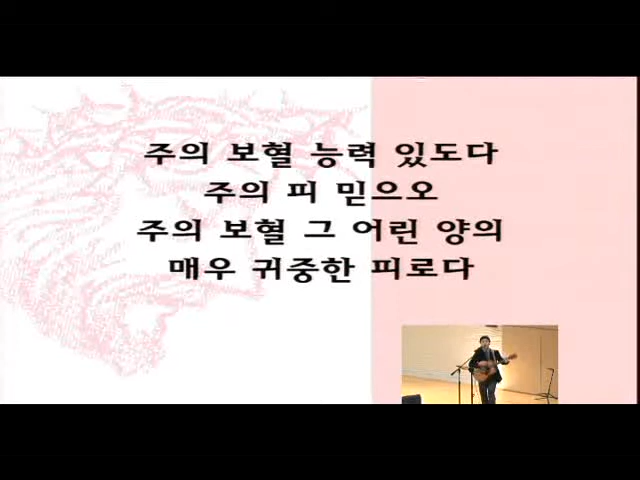 주의 보혈 능력 있도다
주의 피 믿으오
주의 보혈 그 어린 양의
매우 귀중한 피로다